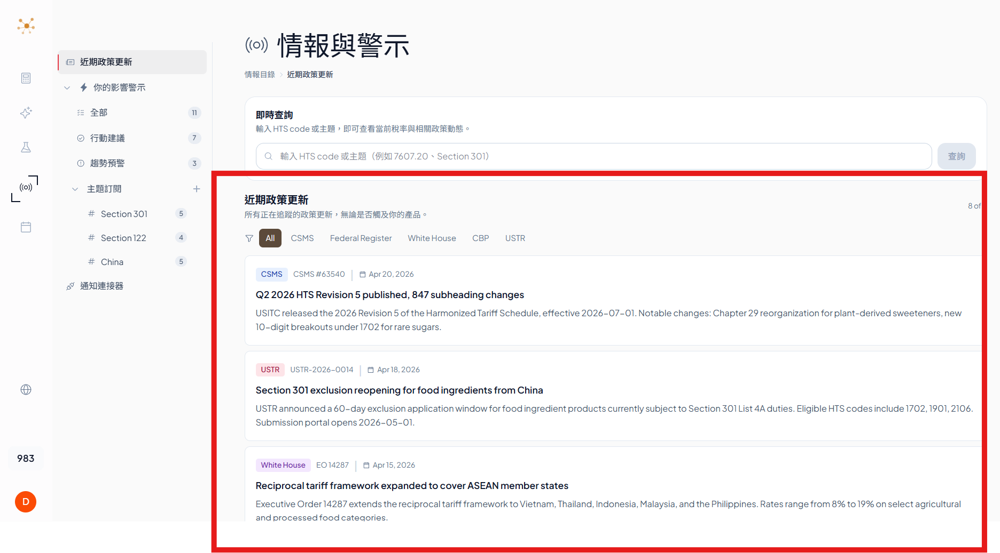 情報與警示
情報目錄 > 近期政策更新
近期政策更新
你的影響警示
全部 11
行動建議 7
趨勢預警 3
主題訂閱 +
# Section 301 5
# Section 122 4
# China 5
通知連接器
983
D
即時查詢
輸入 HTS code 或主題，即可查看當前稅率與相關政策動態。
輸入 HTS code 或主題（例如 7607.20、Section 301）
查詢
近期政策更新
8 of
所有正在追蹤的政策更新，無論是否觸及你的產品。
All CSMS Federal Register White House CBP USTR
CSMS CSMS #63540 | Apr 20, 2026
Q2 2026 HTS Revision 5 published, 847 subheading changes
USITC released the 2026 Revision 5 of the Harmonized Tariff Schedule, effective 2026-07-01. Notable changes: Chapter 29 reorganization for plant-derived sweeteners, new
10-digit breakouts under 1702 for rare sugars.
USTR USTR-2026-0014 | Apr 18, 2026
Section 301 exclusion reopening for food ingredients from China
USTR announced a 60-day exclusion application window for food ingredient products currently subject to Section 301 List 4A duties. Eligible HTS codes include 1702, 1901, 2106.
Submission portal opens 2026-05-01.
White House EO 14287 | Apr 15, 2026
Reciprocal tariff framework expanded to cover ASEAN member states
Executive Order 14287 extends the reciprocal tariff framework to Vietnam, Thailand, Indonesia, Malaysia, and the Philippines. Rates range from 8% to 19% on select agricultural
and processed food categories.